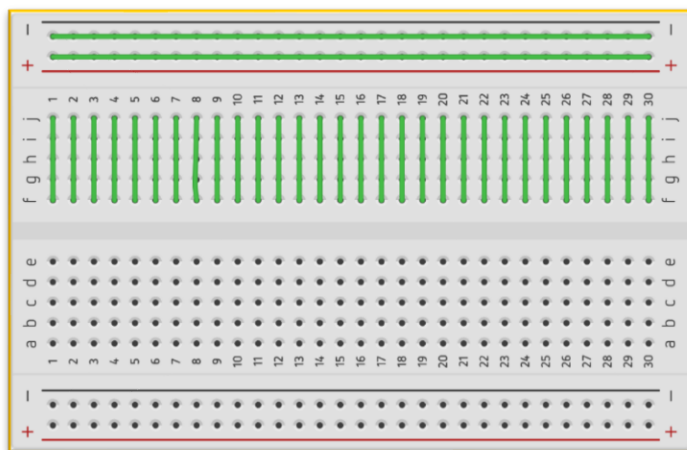 − −
+ +
1 2 3 4 5 6 7 8 9 10 11 12 13 14 15 16 17 18 19 20 21 22 23 24 25 26 27 28 29 30
j j
i i
h h
g g
f f
e e
d d
c c
b b
a a
1 2 3 4 5 6 7 8 9 10 11 12 13 14 15 16 17 18 19 20 21 22 23 24 25 26 27 28 29 30
− −
+ +